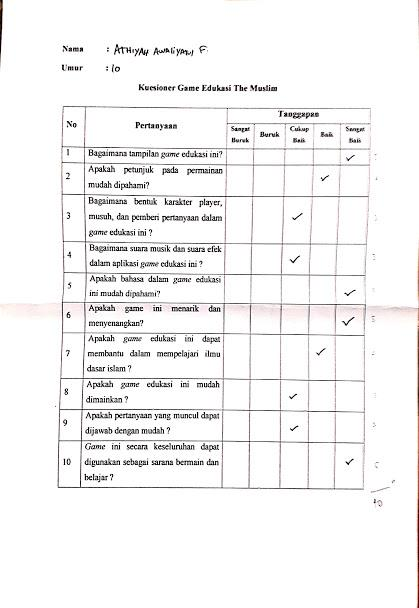 Nama : ATHIYAH AWALIYATUL F
Umur : 10
Kuesioner Game Edukasi The Muslim
No Pertanyaan Tanggapan
Sangat Buruk Buruk Cukup Baik Baik Sangat Baik
1 Bagaimana tampilan game edukasi ini? ✓
2 Apakah petunjuk pada permainan
mudah dipahami? ✓
3 Bagaimana bentuk karakter player,
musuh, dan pemberi pertanyaan dalam
game edukasi ini ? ✓
4 Bagaimana suara musik dan suara efek
dalam aplikasi game edukasi ini ? ✓
5 Apakah bahasa dalam game edukasi
ini mudah dipahami? ✓
6 Apakah game ini menarik dan
menyenangkan? ✓ 5
7 Apakah game edukasi ini dapat
membantu dalam mempelajari ilmu
dasar islam ? ✓
8 Apakah game edukasi ini mudah
dimainkan ? ✓
9 Apakah pertanyaan yang muncul dapat
dijawab dengan mudah ? ✓
10 Game ini secara keseluruhan dapat
digunakan sebagai sarana bermain dan
belajar ? ✓
40